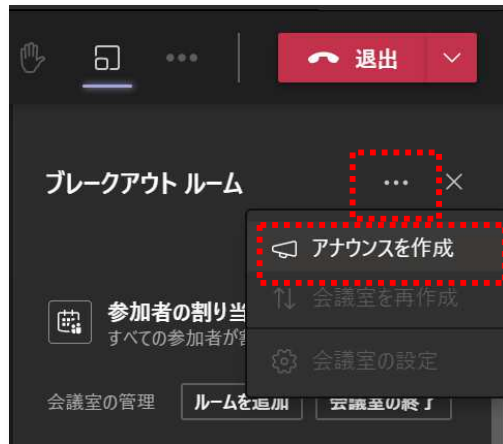 退出
ブレークアウト ルーム
アナウンスを作成
会議室を再作成
参加者の割り当
すべての参加者が割
会議室の設定
会議室の管理
ルームを追加
会議室の終了